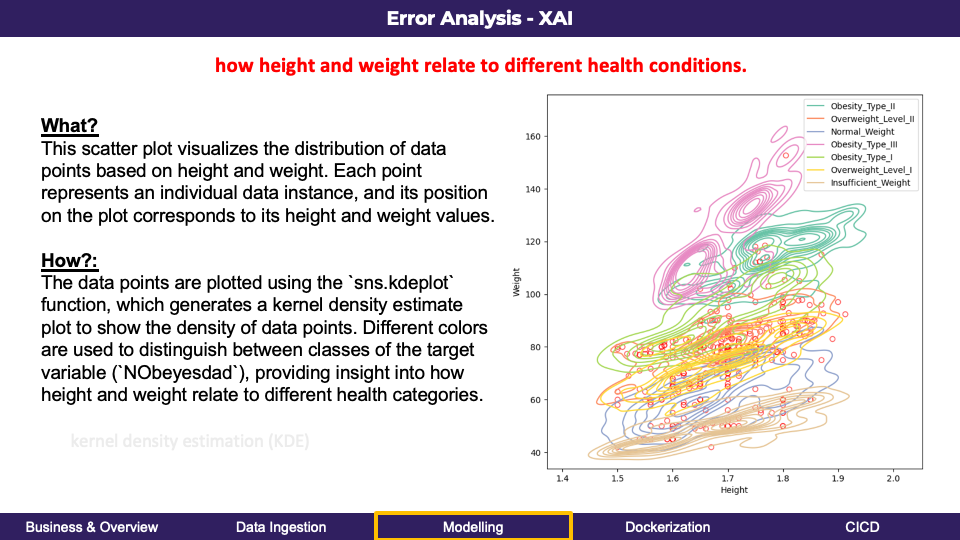 Error Analysis - XAI
how height and weight relate to different health conditions.
What?
This scatter plot visualizes the distribution of data
points based on height and weight. Each point
represents an individual data instance, and its position
on the plot corresponds to its height and weight values.
How?:
The data points are plotted using the `sns.kdeplot`
function, which generates a kernel density estimate
plot to show the density of data points. Different colors
are used to distinguish between classes of the target
variable (`NObeyesdad`), providing insight into how
height and weight relate to different health categories.
kernel density estimation (KDE)
Obesity_Type_II
Overweight_Level_II
Normal_Weight
Obesity_Type_III
Obesity_Type_I
Overweight_Level_I
Insufficient_Weight
Weight
160
140
120
100
80
60
40
1.4 1.5 1.6 1.7 1.8 1.9 2.0
Height
Business & Overview Data Ingestion Modelling Dockerization CICD